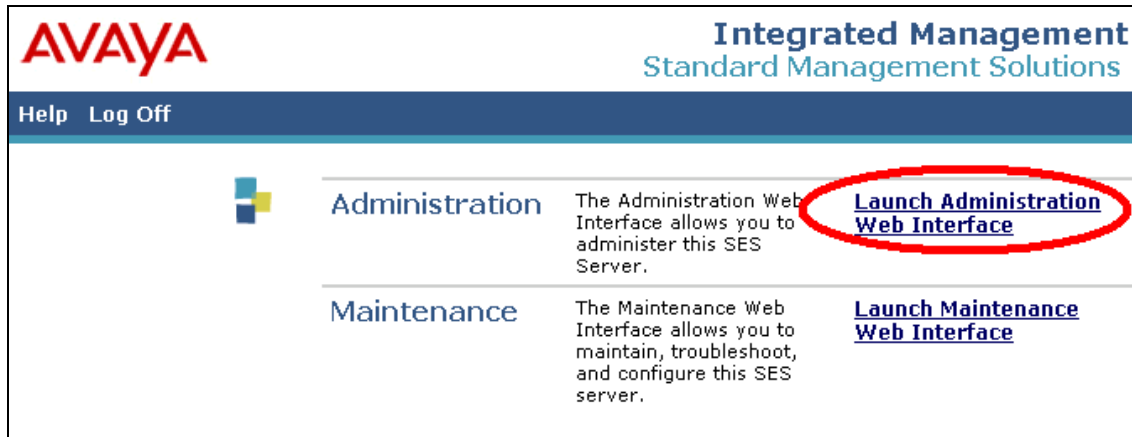 AVAYA
Integrated Management
Standard Management Solutions
Help Log Off
Administration
The Administration Web
Interface allows you to
administer this SES
Server.
Launch Administration
Web Interface
Maintenance
The Maintenance Web
Interface allows you to
maintain, troubleshoot,
and configure this SES
server.
Launch Maintenance
Web Interface